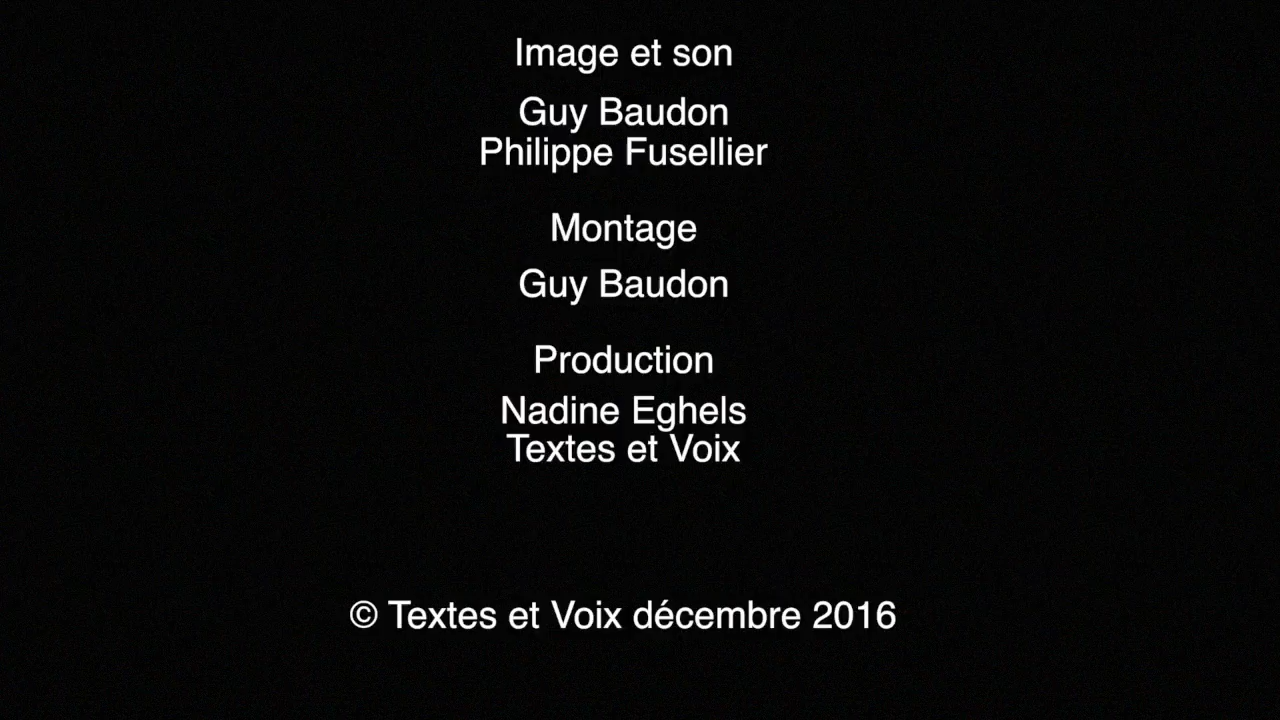 Image et son
Guy Baudon
Philippe Fusellier
Montage
Guy Baudon
Production
Nadine Eghels
Textes et Voix
© Textes et Voix décembre 2016